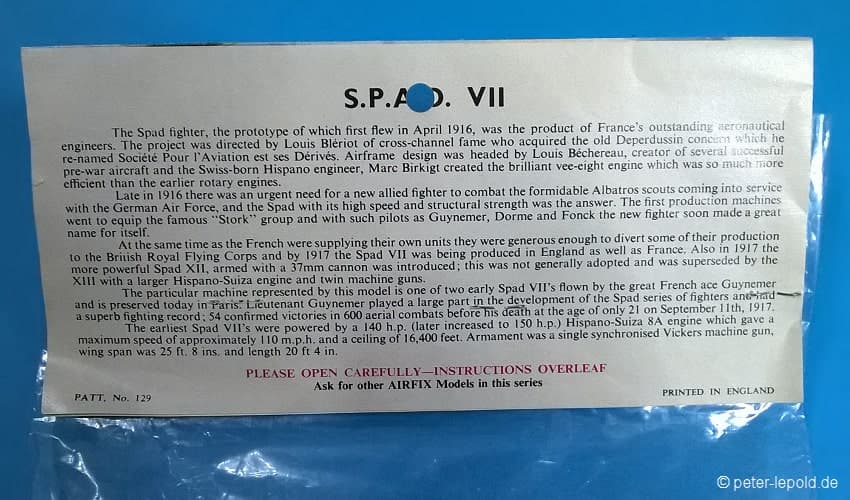 S.P.A.D. VII
The Spad fighter, the prototype of which first flew in April 1916, was the product of France's outstanding aeronautical
engineers. The project was directed by Louis Blériot of cross-channel fame who acquired the old Deperdussin concern which he
re-named Société Pour l'Aviation est ses Dérivés. Airframe design was headed by Louis Béchereau, creator of several successful
pre-war aircraft and the Swiss-born Hispano engineer, Marc Birkigt created the brilliant vee-eight engine which was so much more
efficient than the earlier rotary engines.
Late in 1916 there was an urgent need for a new allied fighter to combat the formidable Albatros scouts coming into service
with the German Air Force, and the Spad with its high speed and structural strength was the answer. The first production machines
went to equip the famous "Stork" group and with such pilots as Guynemer, Dorme and Fonck the new fighter soon made a great
name for itself.
At the same time as the French were supplying their own units they were generous enough to divert some of their production
to the British Royal Flying Corps and by 1917 the Spad VII was being produced in England as well as France. Also in 1917 the
more powerful Spad XII, armed with a 37mm cannon was introduced; this was not generally adopted and was superseded by the
XIII with a larger Hispano-Suiza engine and twin machine guns.
The particular machine represented by this model is one of two early Spad VII's flown by the great French ace Guynemer
and is preserved today in Paris. Lieutenant Guynemer played a large part in the development of the Spad series of fighters and had
a superb fighting record; 54 confirmed victories in 600 aerial combats before his death at the age of only 21 on September 11th, 1917.
The earliest Spad VII's were powered by a 140 h.p. (later increased to 150 h.p.) Hispano-Suiza 8A engine which gave a
maximum speed of approximately 110 m.p.h. and a ceiling of 16,400 feet. Armament was a single synchronised Vickers machine gun,
wing span was 25 ft. 8 ins. and length 20 ft 4 in.
PLEASE OPEN CAREFULLY—INSTRUCTIONS OVERLEAF
Ask for other AIRFIX Models in this series
PATT. No. 129
PRINTED IN ENGLAND
© peter-lepold.de